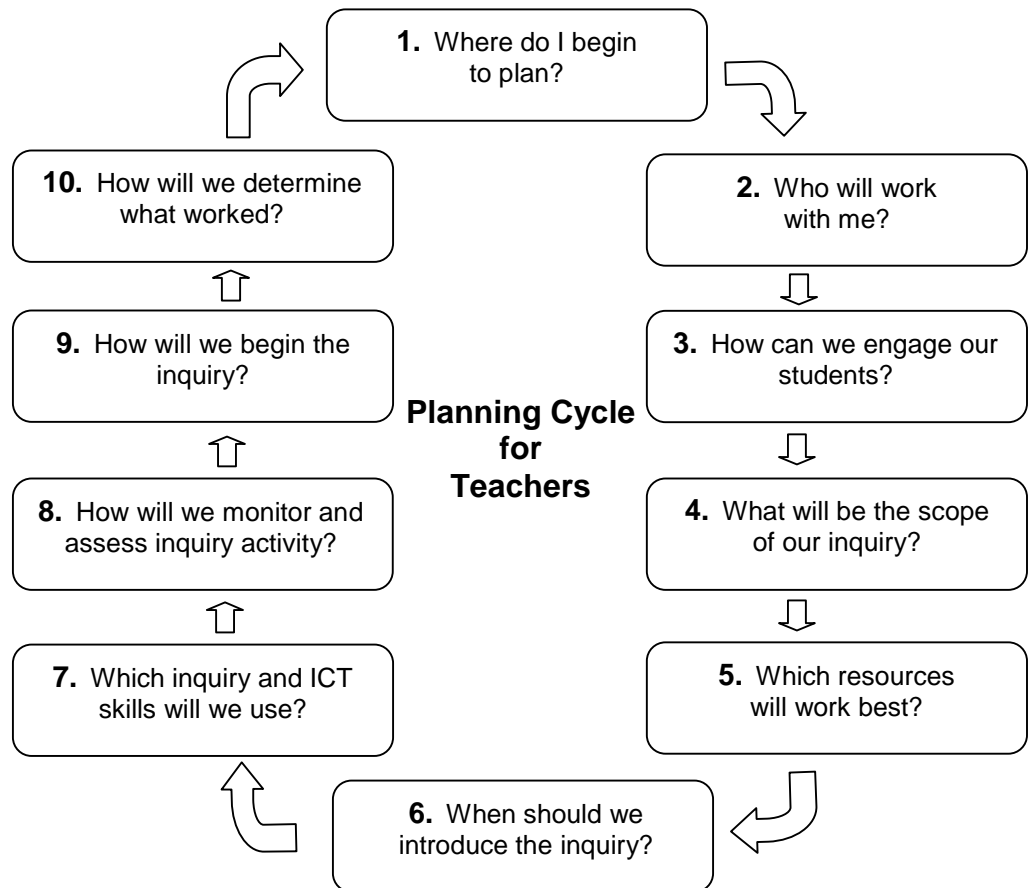 1. Where do I begin
to plan?
2. Who will work
with me?
3. How can we engage our
students?
4. What will be the scope
of our inquiry?
5. Which resources
will work best?
6. When should we
introduce the inquiry?
7. Which inquiry and ICT
skills will we use?
8. How will we monitor and
assess inquiry activity?
9. How will we begin the
inquiry?
10. How will we determine
what worked?
Planning Cycle
for
Teachers